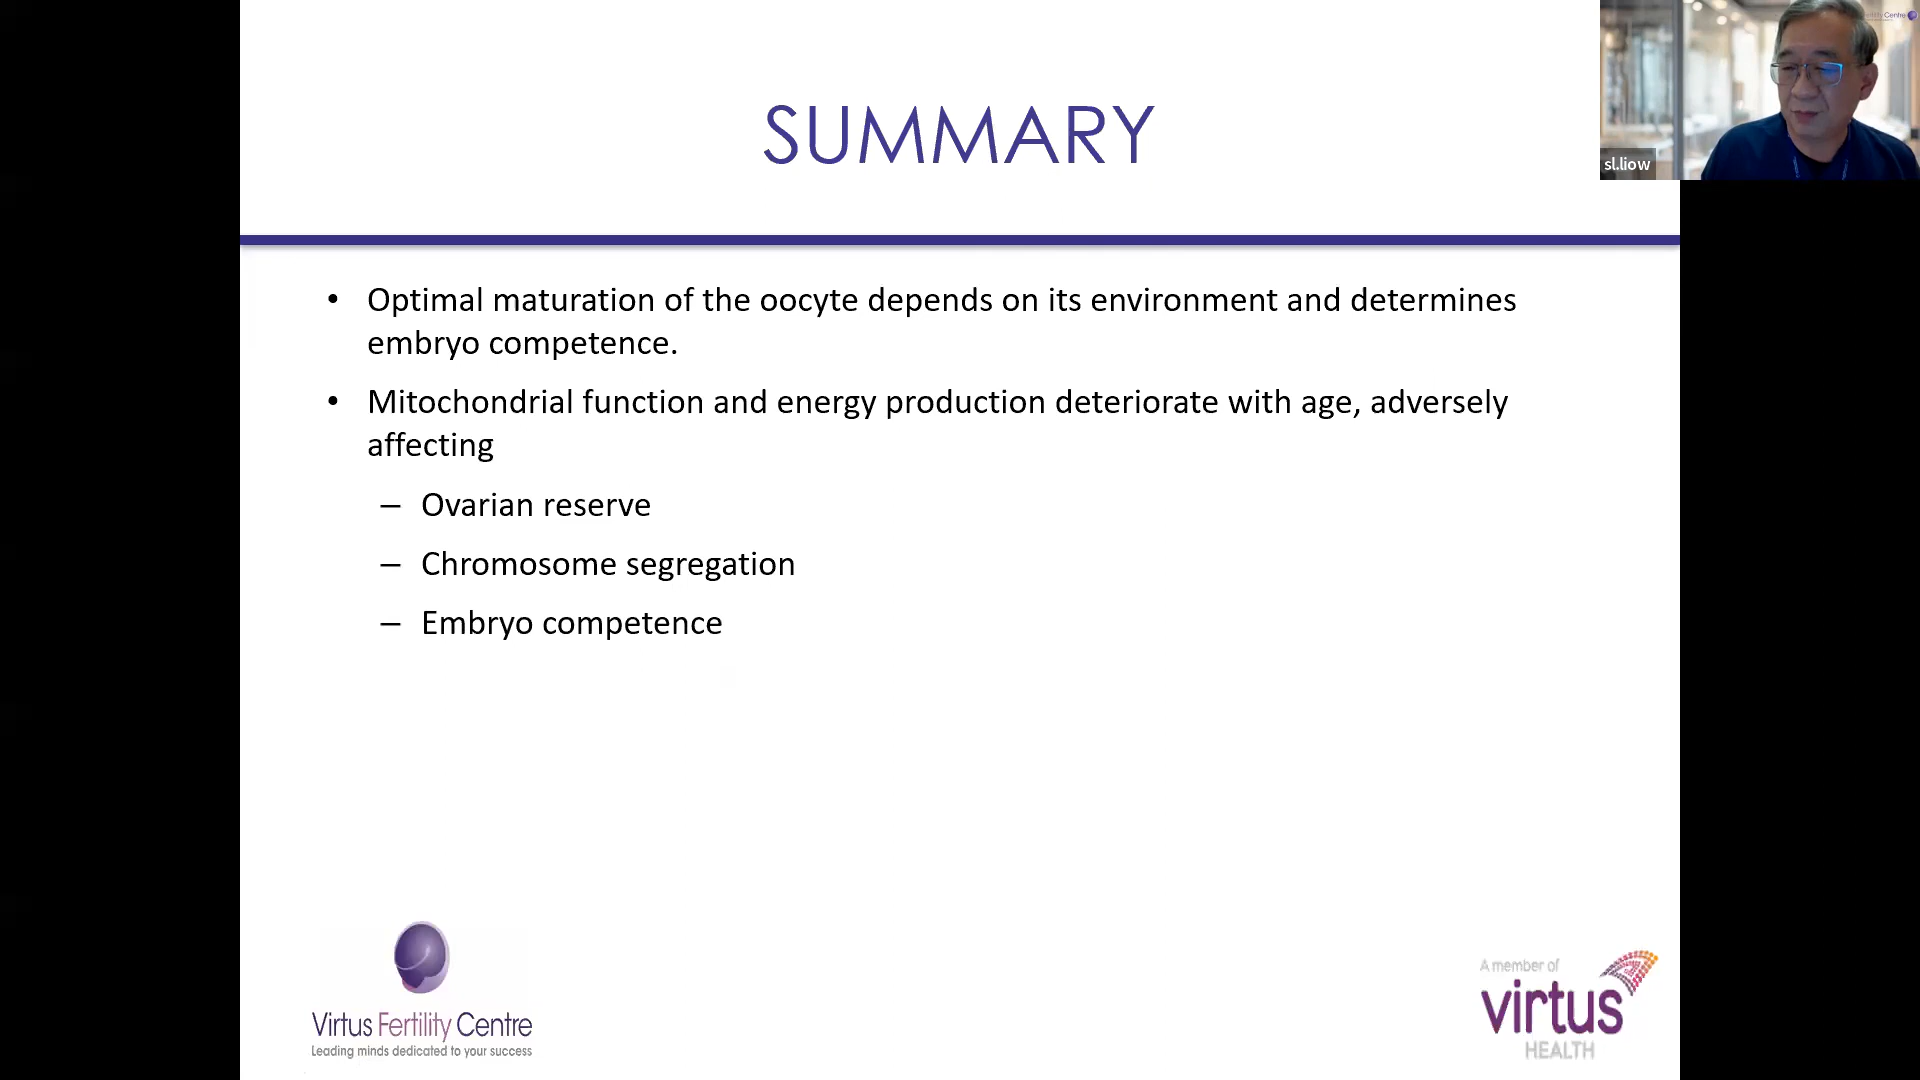 SUMMARY
sl.liow
• Optimal maturation of the oocyte depends on its environment and determines
embryo competence.
• Mitochondrial function and energy production deteriorate with age, adversely
affecting
– Ovarian reserve
– Chromosome segregation
– Embryo competence
Virtus Fertility Centre
Leading minds dedicated to your success
A member of
virtus
HEALTH